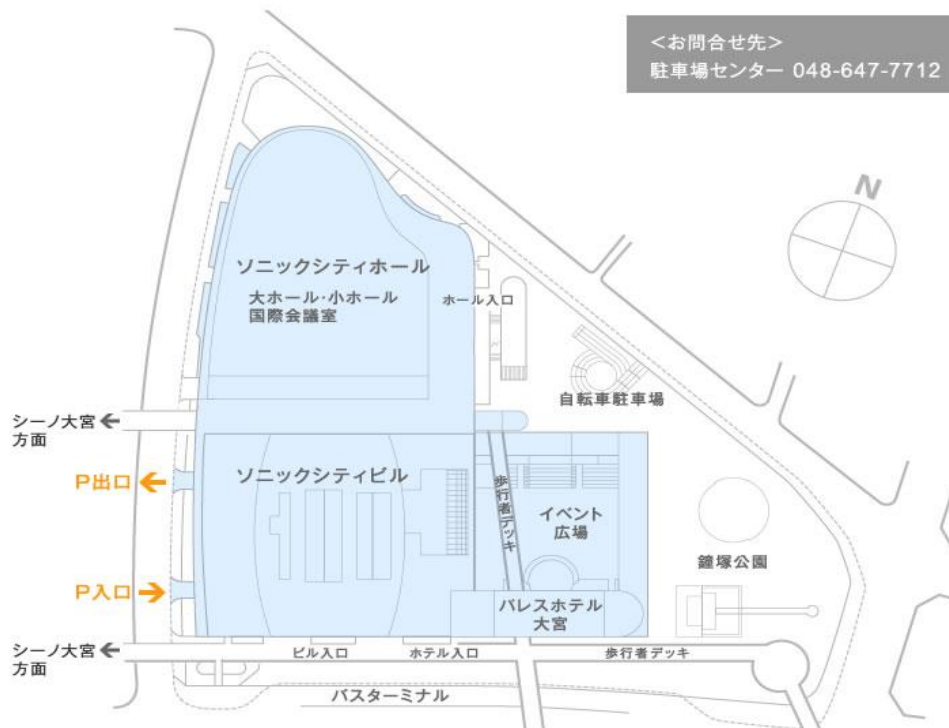 <お問合せ先>
駐車場センター 048-647-7712
N
ソニックシティホール
大ホール・小ホール
国際会議室
ホール入口
自転車駐車場
シーノ大宮
方面
P出口
ソニックシティビル
歩行者デッキ
イベント
広場
鐘塚公園
P入口
パレスホテル
大宮
シーノ大宮
方面
ビル入口
ホテル入口
歩行者デッキ
バスターミナル